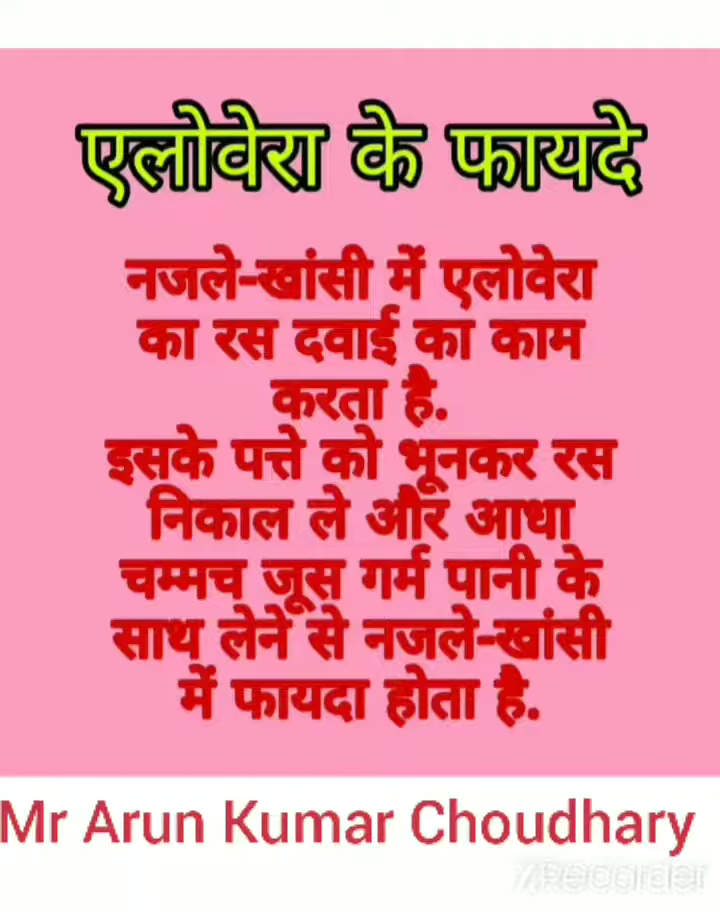 एलोवेरा के फायदे
नजले-खांसी में एलोवेरा
का रस दवाई का काम
करता है.
इसके पत्ते को भूनकर रस
निकाल ले और आधा
चम्मच जूस गर्म पानी के
साथ लेने से नजले-खांसी
में फायदा होता है.
Mr Arun Kumar Choudhary
Recorder